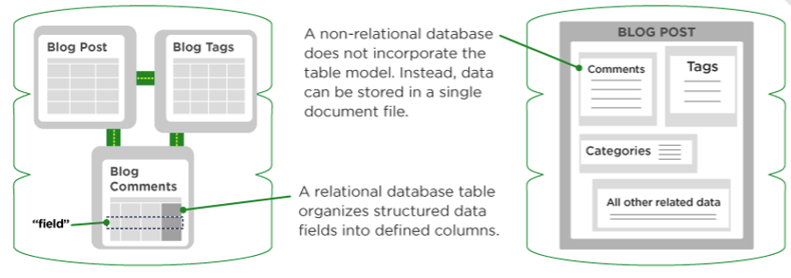 Blog Post
Blog Tags
Blog
Comments
“field”
A non-relational database
does not incorporate the
table model. Instead, data
can be stored in a single
document file.
A relational database table
organizes structured data
fields into defined columns.
BLOG POST
Comments
Tags
Categories
All other related data